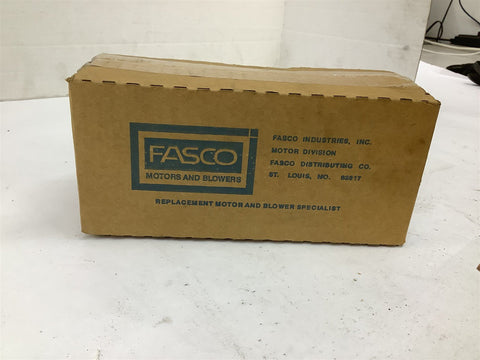 FASCO
MOTORS AND BLOWERS
FASCO INDUSTRIES, INC.
MOTOR DIVISION
FASCO DISTRIBUTING CO.
ST. LOUIS, MO.
REPLACEMENT MOTOR AND BLOWER SPECIALIST